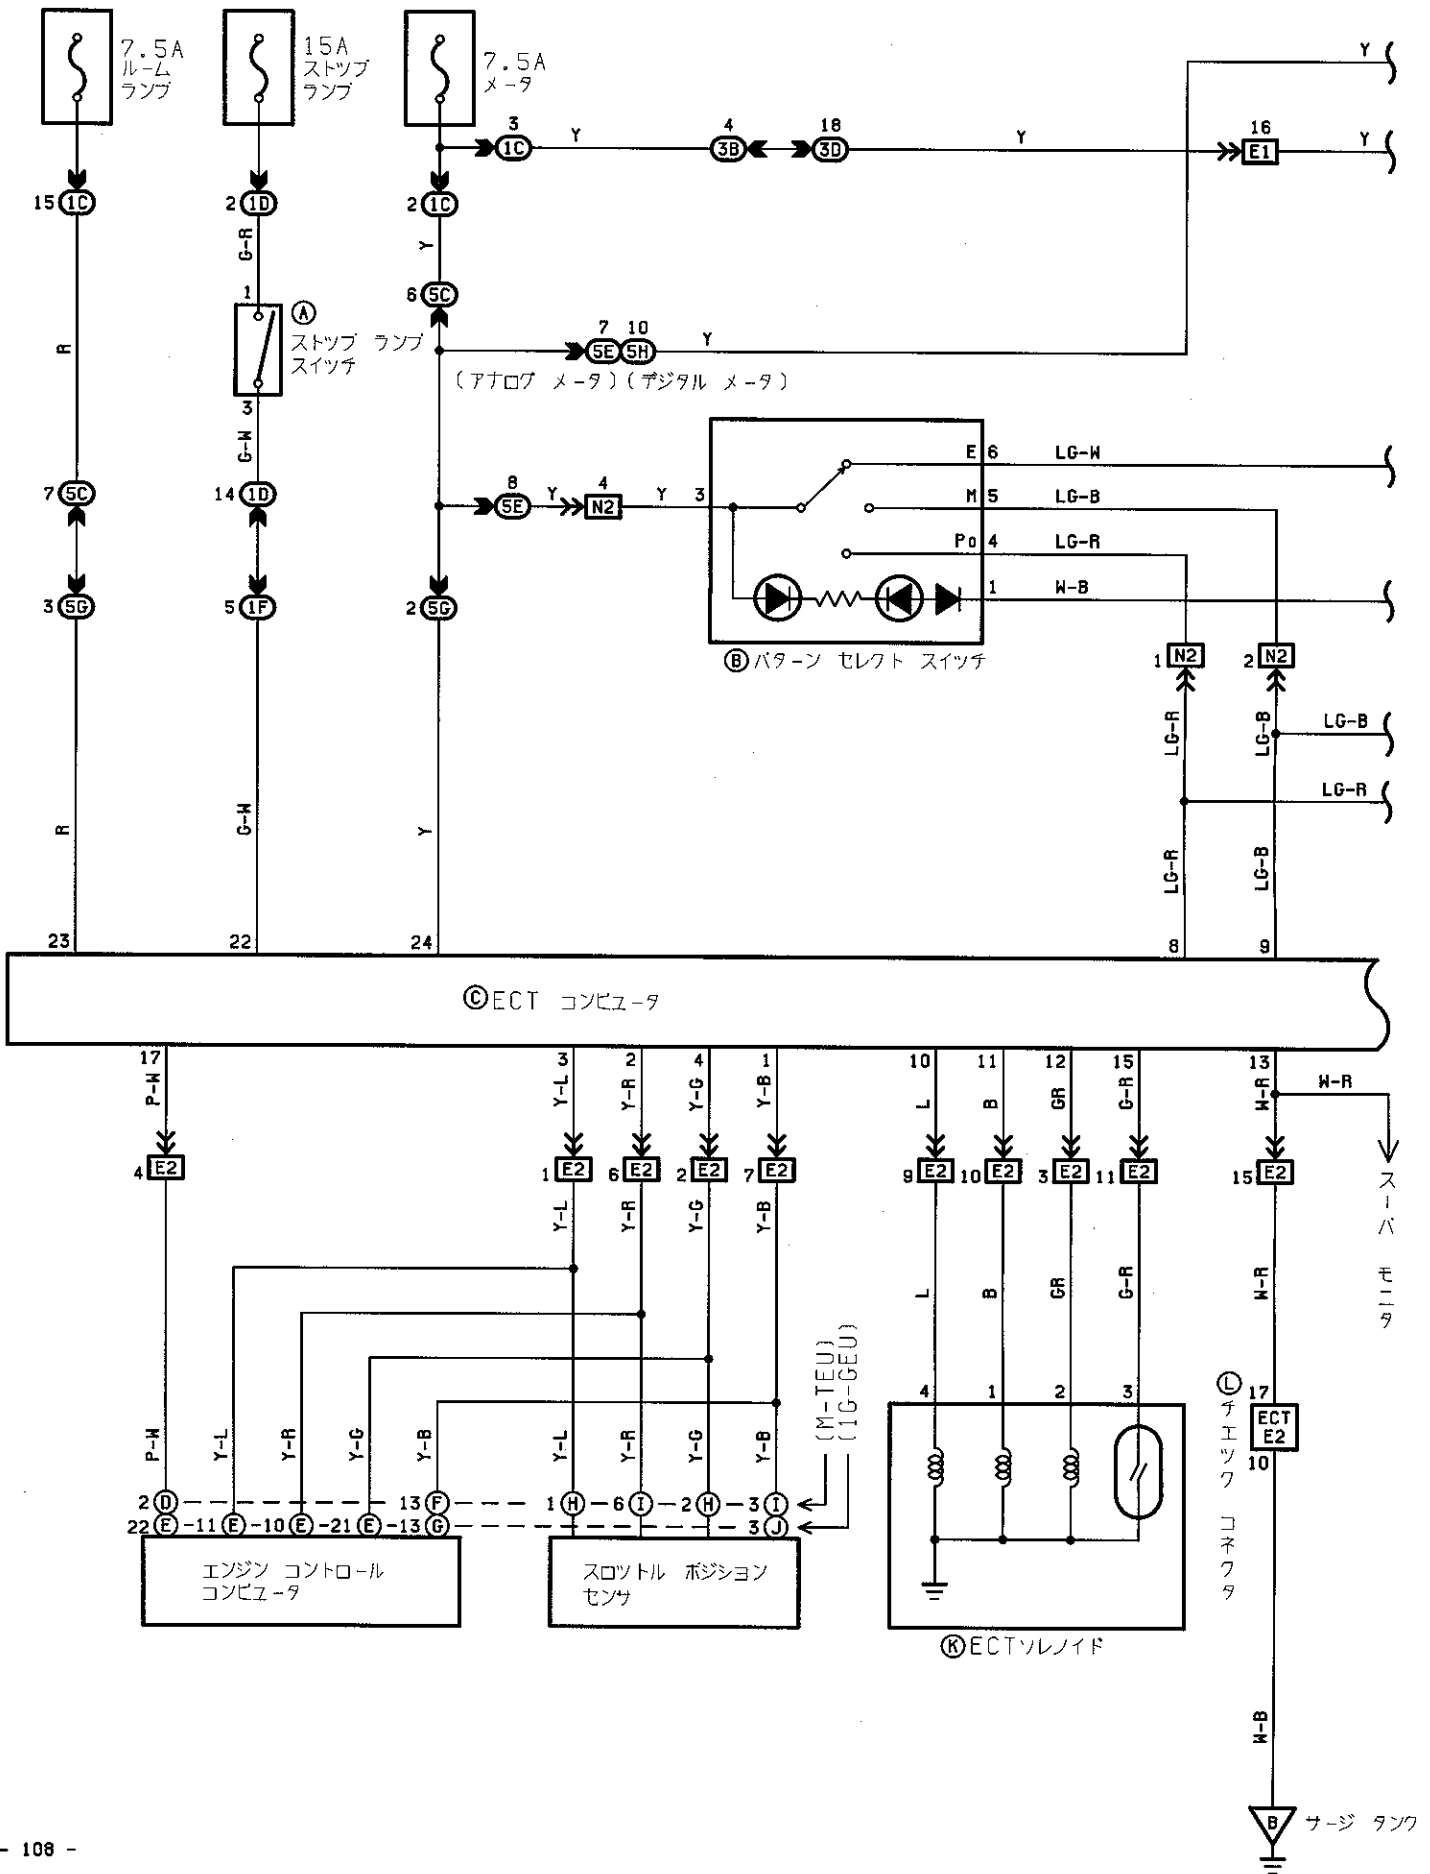 7.5A
ルーム
ランプ
15A
ストップ
ランプ
7.5A
メータ
Y
3
1C
Y
4
3B
18
3D
Y
16
E1
Y
15 1C
2 1D
2 1C
G-R
Y
6 5C
1
A
ストップ ランプ
スイッチ
3
R
7 10
5E 5H
Y
(アナログ メータ)(デジタル メータ)
G-W
7 5C
14 1D
8
5E
Y
4
N2
Y
3
E 6 LG-W
M 5 LG-B
Po 4 LG-R
1 W-B
3 5G
5 1F
2 5G
B パターン セレクト スイッチ
1 N2
2 N2
LG-R
LG-B
LG-B
LG-R
R
G-W
Y
LG-R
LG-B
23
22
24
8
9
C ECT コンピュータ
17
3
2
4
1
10
11
12
15
13
P-W
Y-L
Y-R
Y-G
Y-B
L
B
GR
G-R
W-R
W-R
4 E2
1 E2
6 E2
2 E2
7 E2
9 E2
10 E2
3 E2
11 E2
15 E2
スーパ モニタ
Y-L
Y-R
Y-G
Y-B
L
B
GR
G-R
W-R
(M-TEU)
(1G-GEU)
4
1
2
3
L
チェック コネクタ
17
ECT
E2
10
P-W
Y-L
Y-R
Y-G
Y-B
Y-L
Y-R
Y-G
Y-B
2 D
13 F
1 H
6 I
2 H
3 I
22 E
11 E
10 E
21 E
13 G
3 J
エンジン コントロール
コンピュータ
スロットル ポジション
センサ
K ECTソレノイド
W-B
B サージ タンク
- 108 -